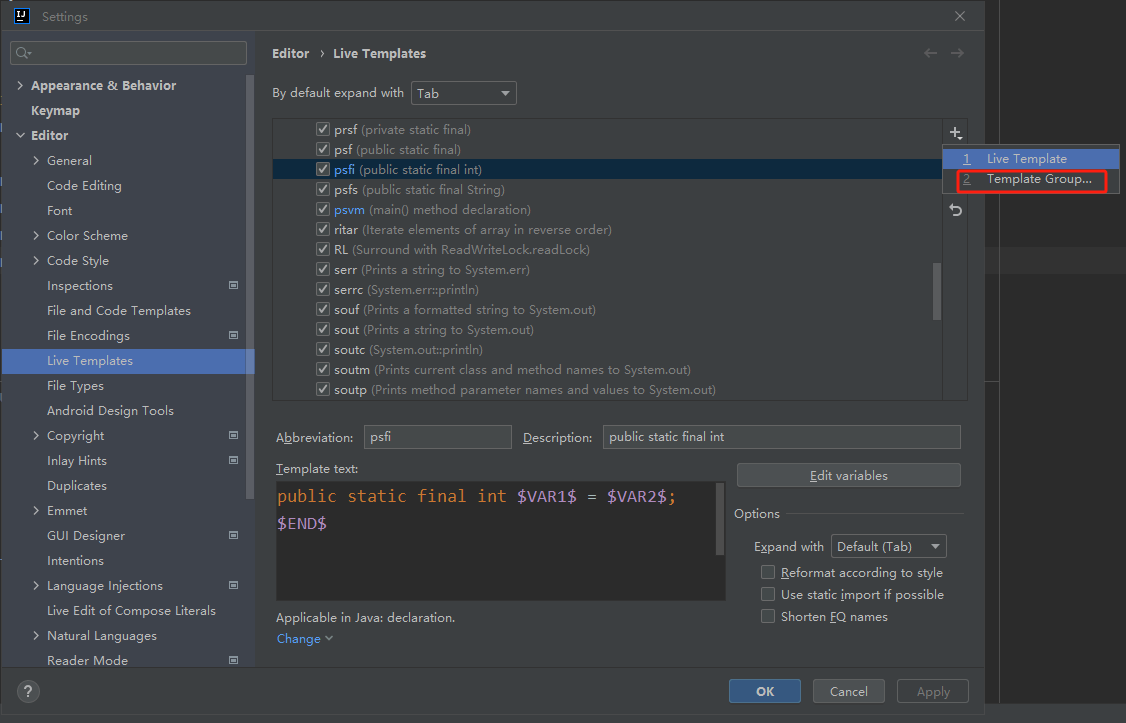 IJ
Settings
Appearance & Behavior
Keymap
Editor
General
Code Editing
Font
Color Scheme
Code Style
Inspections
File and Code Templates
File Encodings
Live Templates
File Types
Android Design Tools
Copyright
Inlay Hints
Duplicates
Emmet
GUI Designer
Intentions
Language Injections
Live Edit of Compose Literals
Natural Languages
Reader Mode
?
Editor › Live Templates
By default expand with Tab
prsf (private static final)
psf (public static final)
psfi (public static final int)
psfs (public static final String)
psvm (main() method declaration)
ritar (Iterate elements of array in reverse order)
RL (Surround with ReadWriteLock.readLock)
serr (Prints a string to System.err)
serrc (System.err::println)
souf (Prints a formatted string to System.out)
sout (Prints a string to System.out)
soutc (System.out::println)
soutm (Prints current class and method names to System.out)
soutp (Prints method parameter names and values to System.out)
1 Live Template
2 Template Group...
Abbreviation: psfi Description: public static final int
Template text:
public static final int $VAR1$ = $VAR2$;
$END$
Applicable in Java: declaration.
Change
Edit variables
Options
Expand with Default (Tab)
Reformat according to style
Use static import if possible
Shorten FQ names
OK Cancel Apply